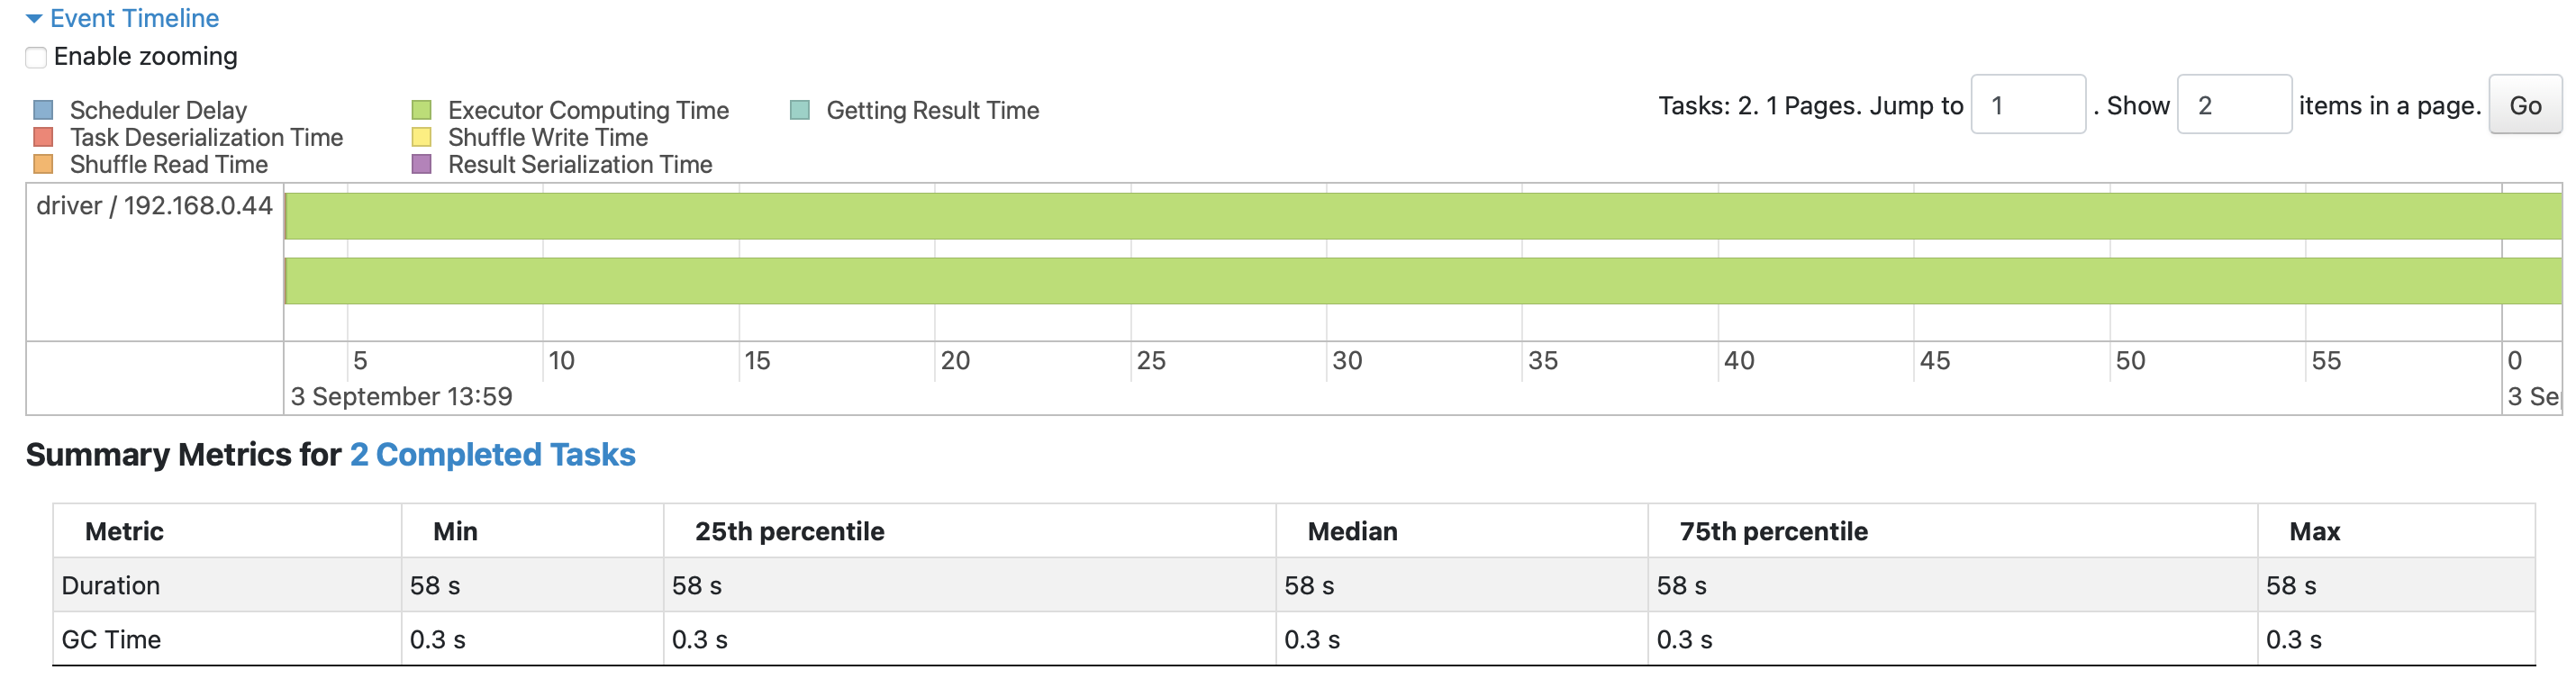 Event Timeline
Enable zooming
Tasks: 2. 1 Pages. Jump to 1 . Show 2 items in a page. Go
Scheduler Delay Executor Computing Time Getting Result Time
Task Deserialization Time Shuffle Write Time
Shuffle Read Time Result Serialization Time
driver / 192.168.0.44
5 10 15 20 25 30 35 40 45 50 55 0
3 September 13:59 3 Se
Summary Metrics for 2 Completed Tasks
Metric Min 25th percentile Median 75th percentile Max
Duration 58 s 58 s 58 s 58 s 58 s
GC Time 0.3 s 0.3 s 0.3 s 0.3 s 0.3 s